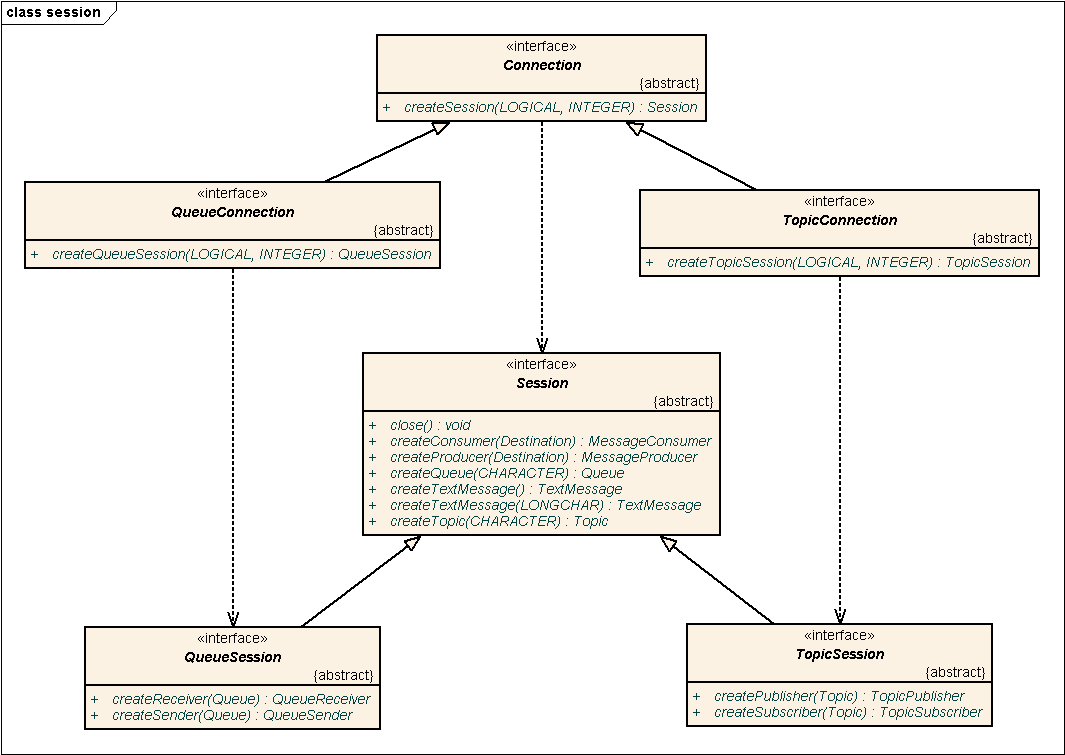 class session
«interface»
Connection
{abstract}
+ createSession(LOGICAL, INTEGER) : Session
«interface»
QueueConnection
{abstract}
+ createQueueSession(LOGICAL, INTEGER) : QueueSession
«interface»
TopicConnection
{abstract}
+ createTopicSession(LOGICAL, INTEGER) : TopicSession
«interface»
Session
{abstract}
+ close() : void
+ createConsumer(Destination) : MessageConsumer
+ createProducer(Destination) : MessageProducer
+ createQueue(CHARACTER) : Queue
+ createTextMessage() : TextMessage
+ createTextMessage(LONGCHAR) : TextMessage
+ createTopic(CHARACTER) : Topic
«interface»
QueueSession
{abstract}
+ createReceiver(Queue) : QueueReceiver
+ createSender(Queue) : QueueSender
«interface»
TopicSession
{abstract}
+ createPublisher(Topic) : TopicPublisher
+ createSubscriber(Topic) : TopicSubscriber